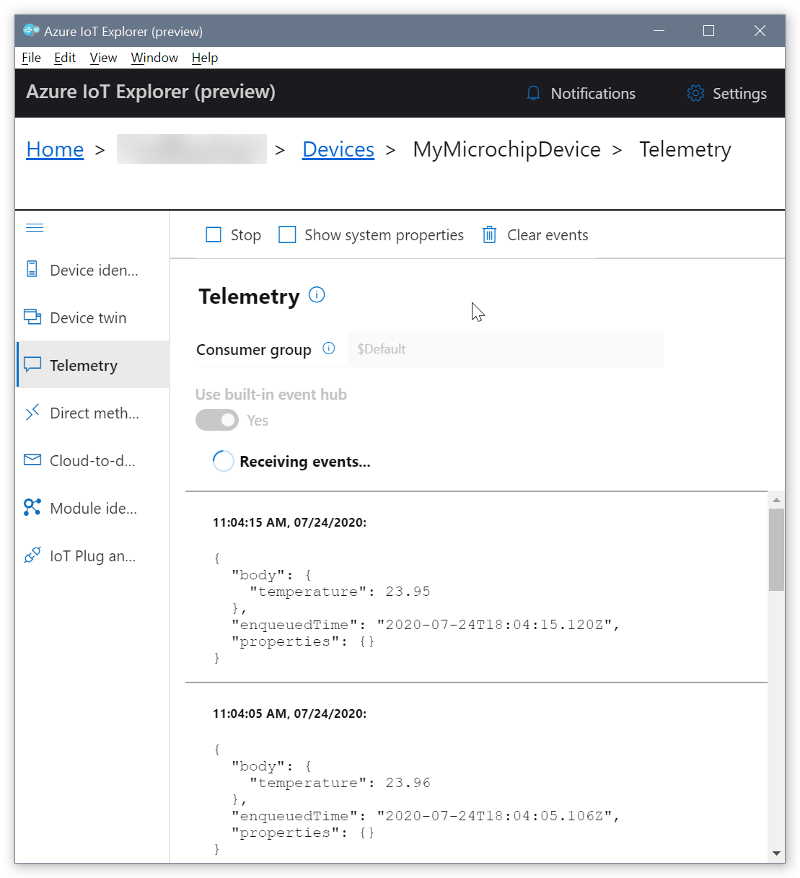 Azure IoT Explorer (preview)
File Edit View Window Help
Azure IoT Explorer (preview) Notifications Settings
Home > > Devices > MyMicrochipDevice > Telemetry
Stop Show system properties Clear events
Device iden...
Device twin
Telemetry
Direct meth...
Cloud-to-d...
Module ide...
IoT Plug an...
Telemetry
Consumer group $Default
Use built-in event hub
Yes
Receiving events...
11:04:15 AM, 07/24/2020:
{
"body": {
"temperature": 23.95
},
"enqueuedTime": "2020-07-24T18:04:15.120Z",
"properties": {}
}
11:04:05 AM, 07/24/2020:
{
"body": {
"temperature": 23.96
},
"enqueuedTime": "2020-07-24T18:04:05.106Z",
"properties": {}
}